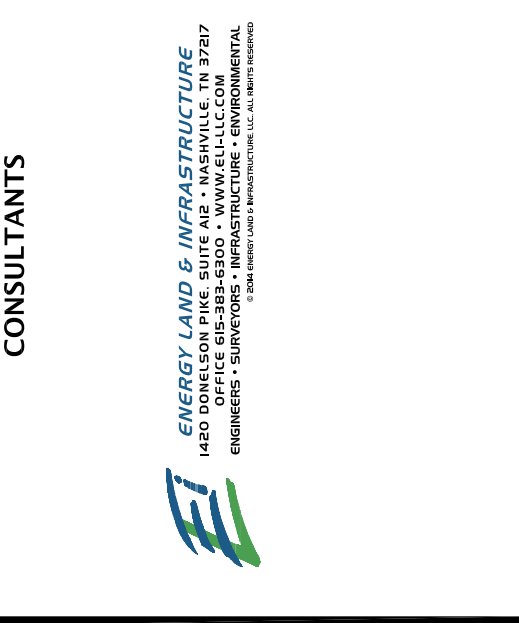 CONSULTANTS
ENERGY LAND & INFRASTRUCTURE
1420 DONELSON PIKE, SUITE A12 • NASHVILLE, TN 37217
OFFICE 615-383-6300 • WWW.ELI-LLC.COM
ENGINEERS • SURVEYORS • INFRASTRUCTURE • ENVIRONMENTAL
© 2014 ENERGY LAND & INFRASTRUCTURE, LLC. ALL RIGHTS RESERVED
ELi